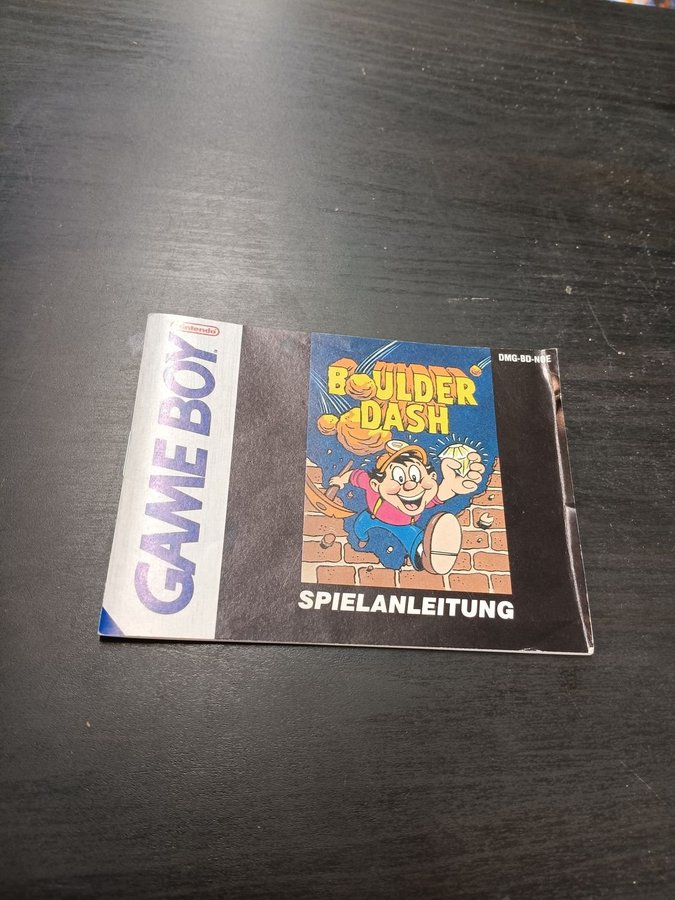 Nintendo
GAME BOY
DMG-BD-NOE
BOULDER
DASH
SPIELANLEITUNG